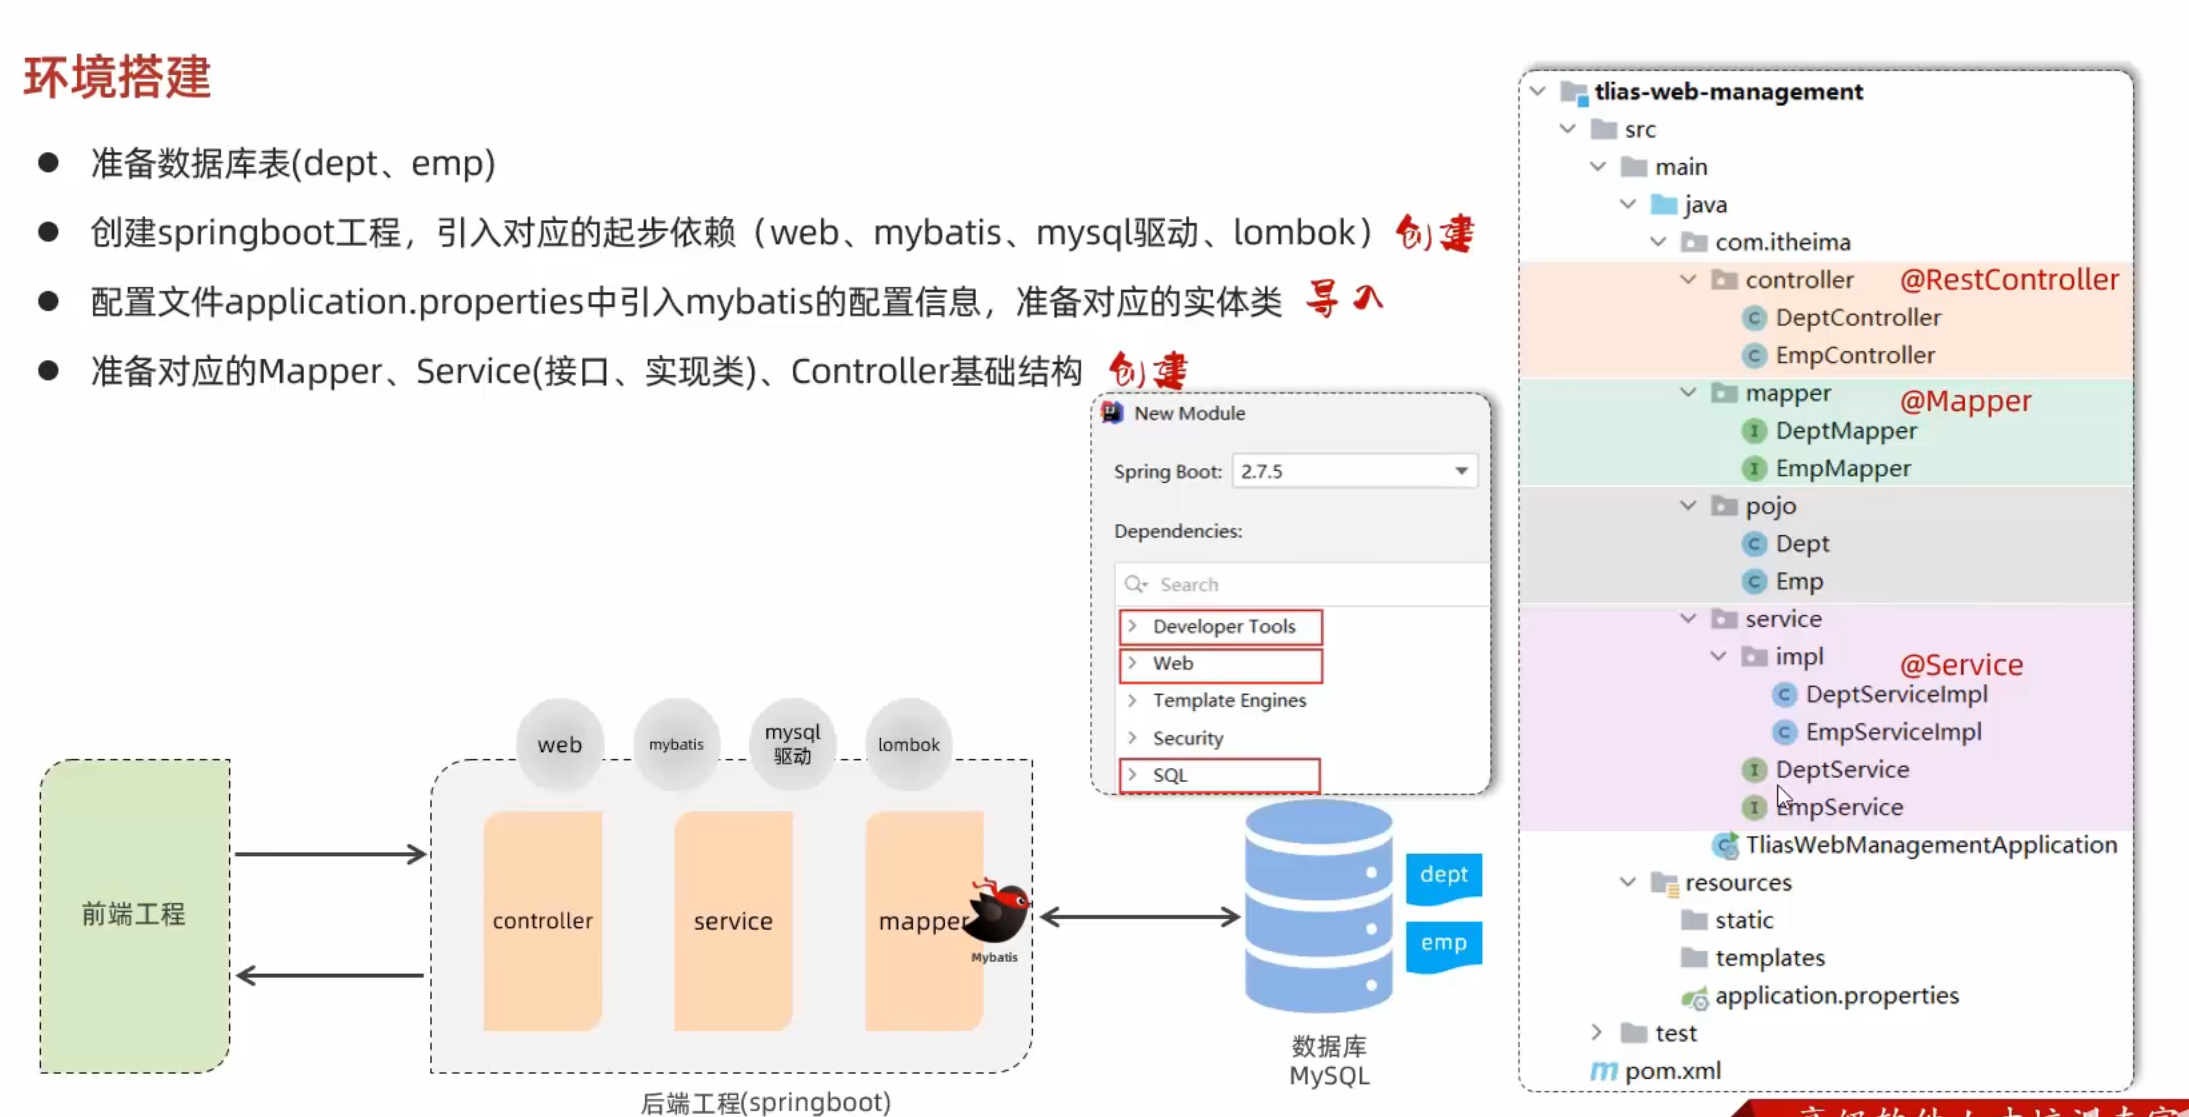 环境搭建
准备数据库表(dept、emp)
创建springboot工程，引入对应的起步依赖（web、mybatis、mysql驱动、lombok）创建
配置文件application.properties中引入mybatis的配置信息，准备对应的实体类 导入
准备对应的Mapper、Service(接口、实现类)、Controller基础结构 创建
New Module
Spring Boot: 2.7.5
Dependencies:
Search
Developer Tools
Web
Template Engines
Security
SQL
web
mybatis
mysql
驱动
lombok
前端工程
controller
service
mapper
Mybatis
后端工程(springboot)
dept
emp
数据库
MySQL
tlias-web-management
src
main
java
com.itheima
controller @RestController
DeptController
EmpController
mapper @Mapper
DeptMapper
EmpMapper
pojo
Dept
Emp
service
impl @Service
DeptServiceImpl
EmpServiceImpl
DeptService
EmpService
TliasWebManagementApplication
resources
static
templates
application.properties
test
pom.xml